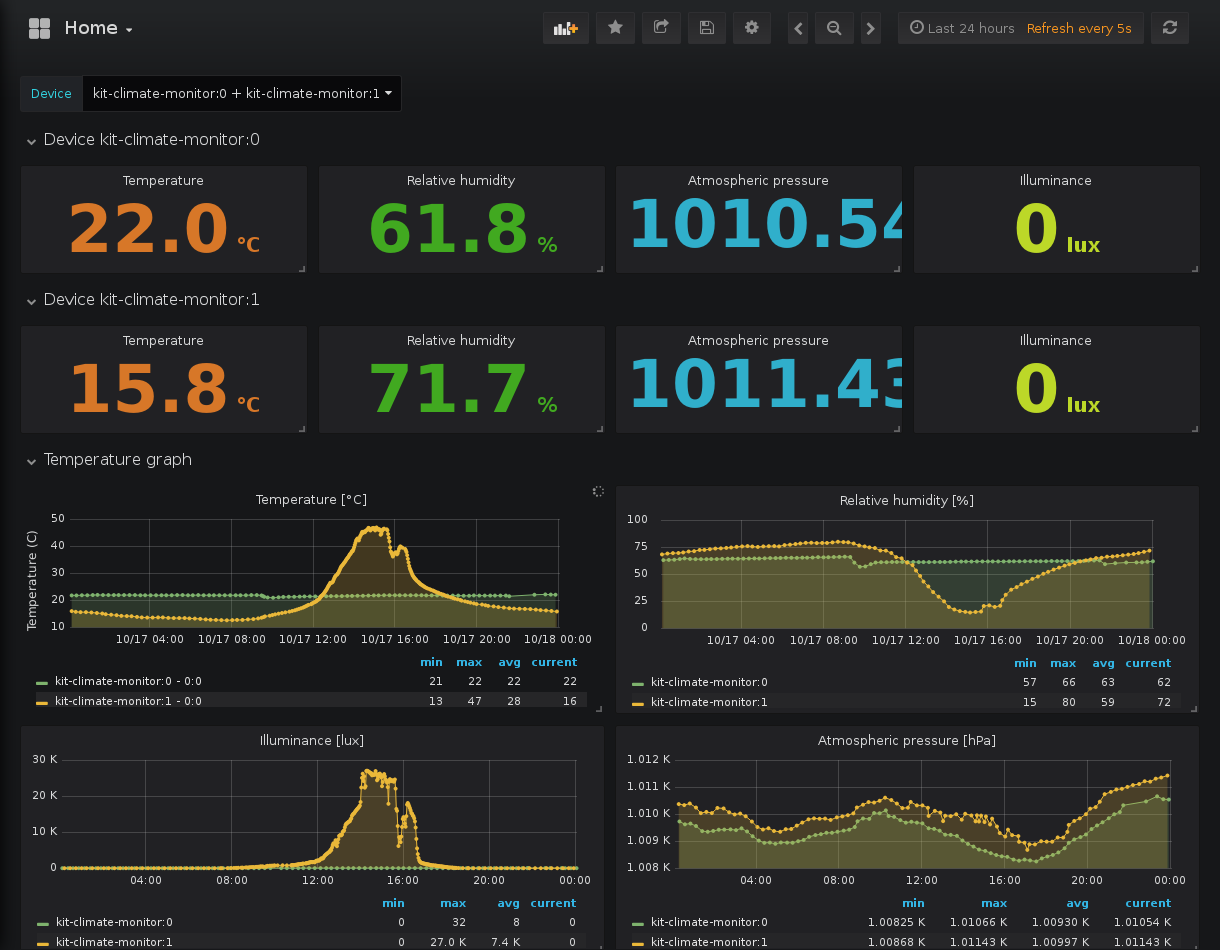 Home
Last 24 hours Refresh every 5s
Device kit-climate-monitor:0 + kit-climate-monitor:1
Device kit-climate-monitor:0
Temperature Relative humidity Atmospheric pressure Illuminance
22.0 °C 61.8 % 1010.54 0 lux
Device kit-climate-monitor:1
Temperature Relative humidity Atmospheric pressure Illuminance
15.8 °C 71.7 % 1011.43 0 lux
Temperature graph
Temperature [°C]
Temperature (C)
50
40
30
20
10
10/17 04:00 10/17 08:00 10/17 12:00 10/17 16:00 10/17 20:00 10/18 00:00
min max avg current
kit-climate-monitor:0 - 0:0 21 22 22 22
kit-climate-monitor:1 - 0:0 13 47 28 16
Relative humidity [%]
100
75
50
25
0
10/17 04:00 10/17 08:00 10/17 12:00 10/17 16:00 10/17 20:00 10/18 00:00
min max avg current
kit-climate-monitor:0 57 66 63 62
kit-climate-monitor:1 15 80 59 72
Illuminance [lux]
30 K
20 K
10 K
0
04:00 08:00 12:00 16:00 20:00 00:00
min max avg current
kit-climate-monitor:0 0 32 8 0
kit-climate-monitor:1 0 27.0 K 7.4 K 0
Atmospheric pressure [hPa]
1.012 K
1.011 K
1.010 K
1.009 K
1.008 K
04:00 08:00 12:00 16:00 20:00 00:00
min max avg current
kit-climate-monitor:0 1.00825 K 1.01066 K 1.00930 K 1.01054 K
kit-climate-monitor:1 1.00868 K 1.01143 K 1.00997 K 1.01143 K